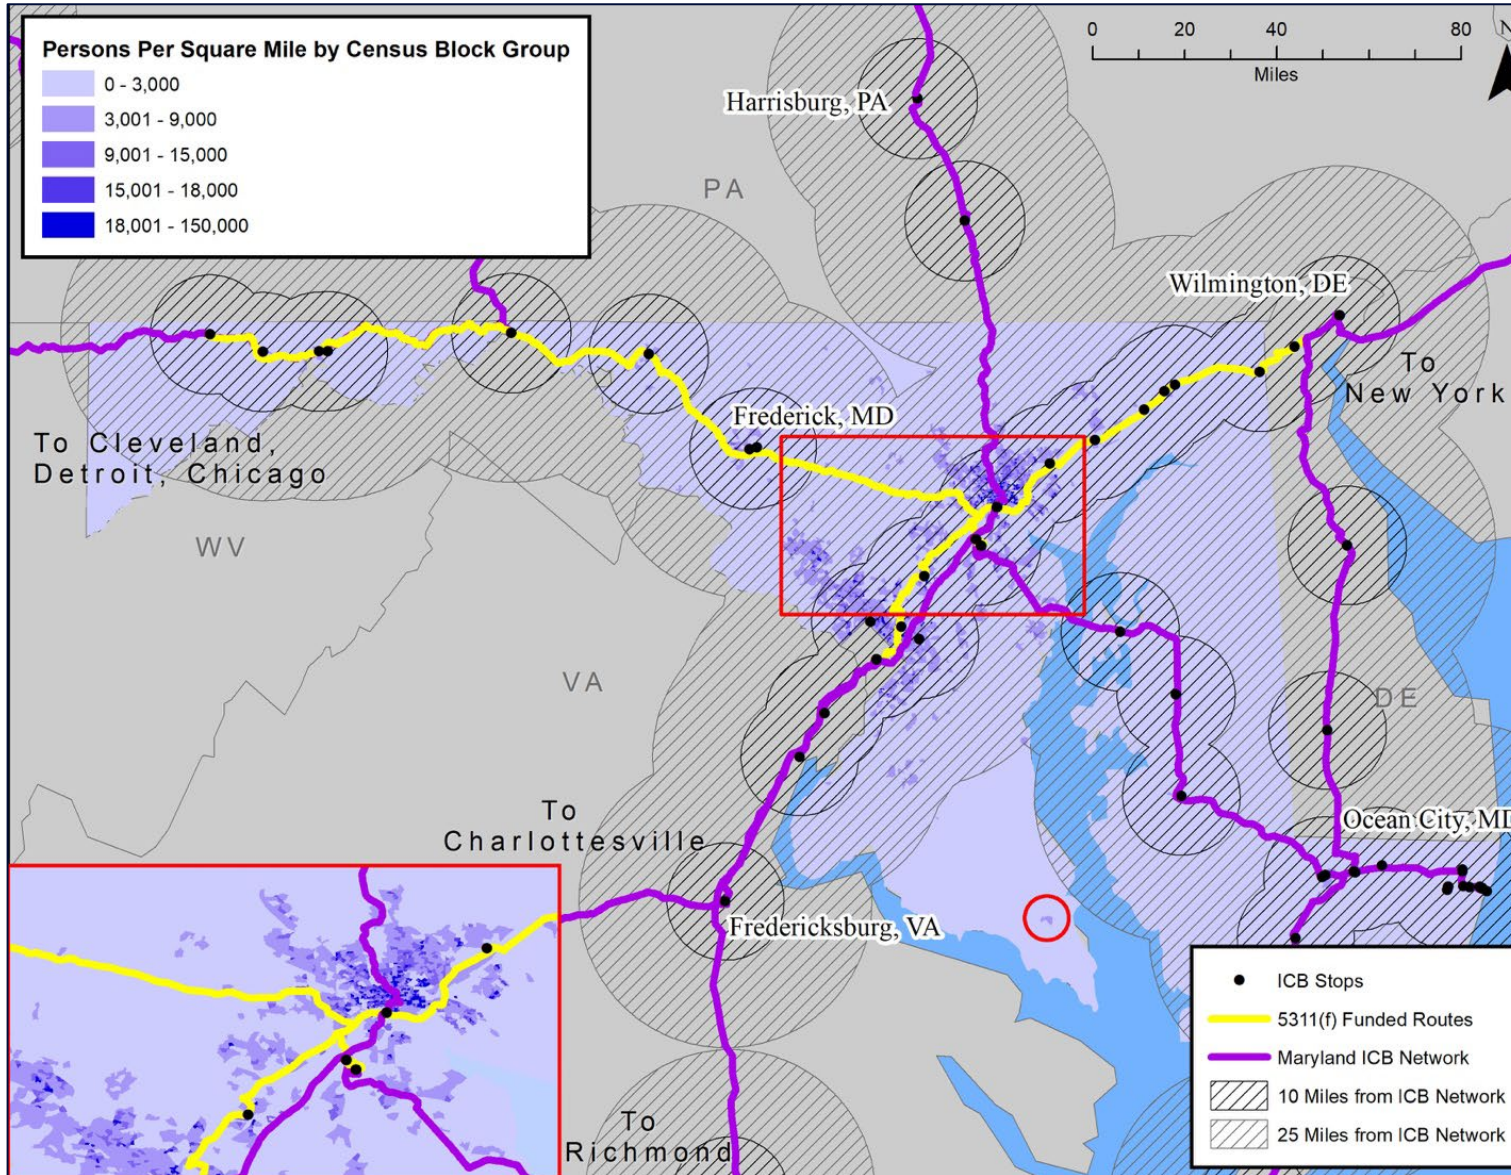 Persons Per Square Mile by Census Block Group
0 - 3,000
3,001 - 9,000
9,001 - 15,000
15,001 - 18,000
18,001 - 150,000
0 20 40 80
Miles
N
Harrisburg, PA
PA
Wilmington, DE
To
New York
Frederick, MD
To Cleveland,
Detroit, Chicago
WV
VA
DE
To
Charlottesville
Ocean City, MD
Fredericksburg, VA
To
Richmond
ICB Stops
5311(f) Funded Routes
Maryland ICB Network
10 Miles from ICB Network
25 Miles from ICB Network